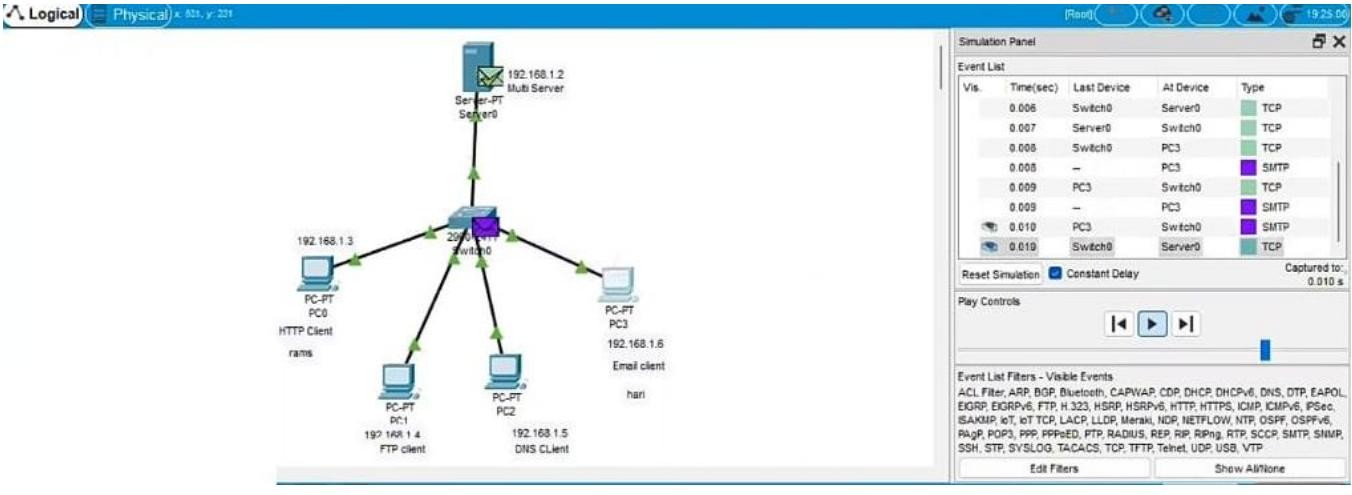 Logical Physical x: 821, y: 221 [Root] 19:25:00
192.168.1.2
Multi Server
Server-PT
Server0
Switch0
192.168.1.3
PC-PT
PC0
HTTP Client
rams
PC-PT
PC1
192.168.1.4
FTP client
PC-PT
PC2
192.168.1.5
DNS CLient
PC-PT
PC3
192.168.1.6
Email client
hari
Simulation Panel
Event List
Vis. Time(sec) Last Device At Device Type
0.006 Switch0 Server0 TCP
0.007 Server0 Switch0 TCP
0.008 Switch0 PC3 TCP
0.008 -- PC3 SMTP
0.009 PC3 Switch0 TCP
0.009 -- PC3 SMTP
0.010 PC3 Switch0 SMTP
0.010 Switch0 Server0 TCP
Reset Simulation Constant Delay
Captured to:
0.010 s
Play Controls
Event List Filters - Visible Events
ACL Filter, ARP, BGP, Bluetooth, CAPWAP, CDP, DHCP, DHCPv6, DNS, DTP, EAPOL,
EIGRP, EIGRPv6, FTP, H.323, HSRP, HSRPv6, HTTP, HTTPS, ICMP, ICMPv6, IPSec,
ISAKMP, IoT, IoT TCP, LACP, LLDP, Meraki, NDP, NETFLOW, NTP, OSPF, OSPFv6,
PAgP, POP3, PPP, PPPoED, PTP, RADIUS, REP, RIP, RIPng, RTP, SCCP, SMTP, SNMP,
SSH, STP, SYSLOG, TACACS, TCP, TFTP, Telnet, UDP, USB, VTP
Edit Filters Show All/None